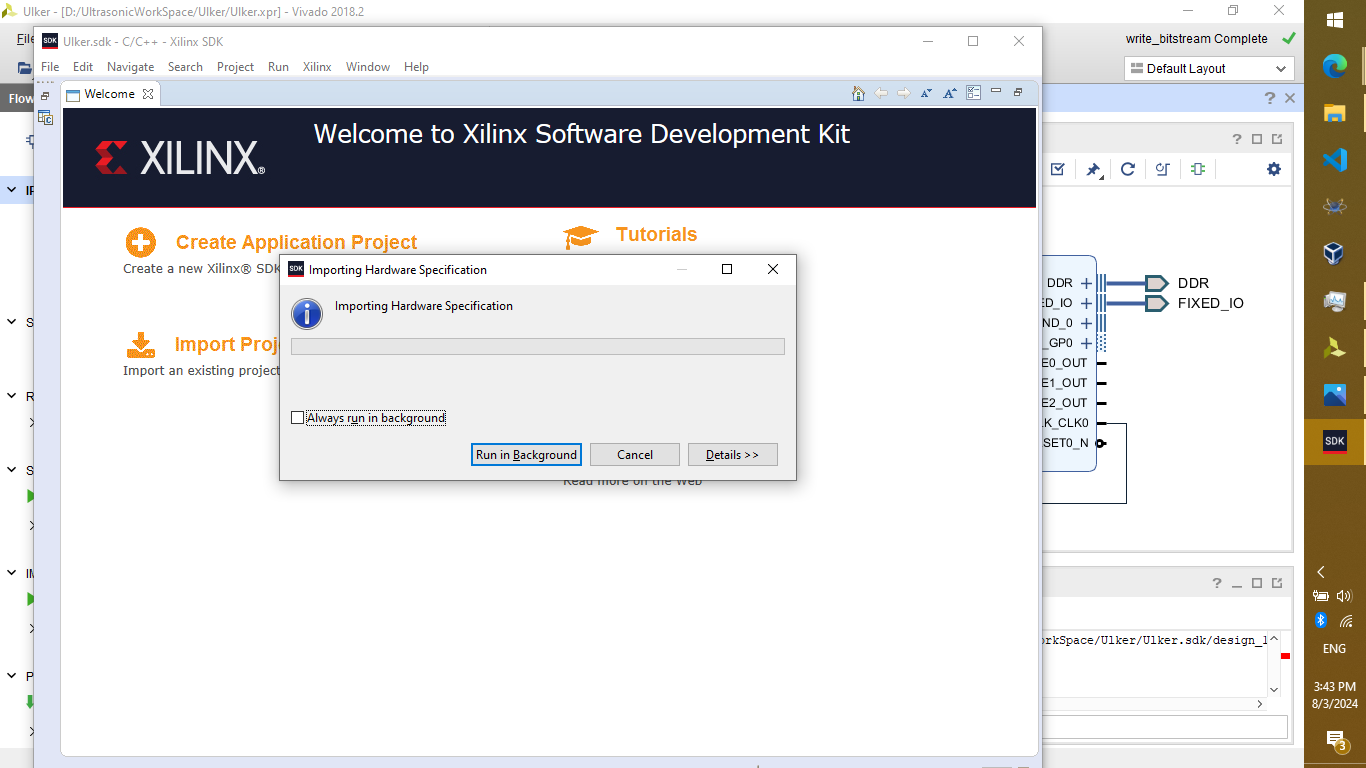 Ulker - [D:/UltrasonicWorkSpace/Ulker/Ulker.xpr] - Vivado 2018.2
File
write_bitstream Complete
Default Layout
Flow
SDK Ulker.sdk - C/C++ - Xilinx SDK
File Edit Navigate Search Project Run Xilinx Window Help
Welcome
XILINX®
Welcome to Xilinx Software Development Kit
Create Application Project
Create a new Xilinx® SDK
Tutorials
Import Proj
Import an existing project
Read more on the Web
SDK Importing Hardware Specification
Importing Hardware Specification
Always run in background
Run in Background
Cancel
Details >>
IP
S
R
S
IM
P
DDR
ED_IO
ND_0
_GP0
E0_OUT
E1_OUT
E2_OUT
LK_CLK0
SET0_N
DDR
FIXED_IO
orkSpace/Ulker/Ulker.sdk/design_1
SDK
ENG
3:43 PM
8/3/2024
3